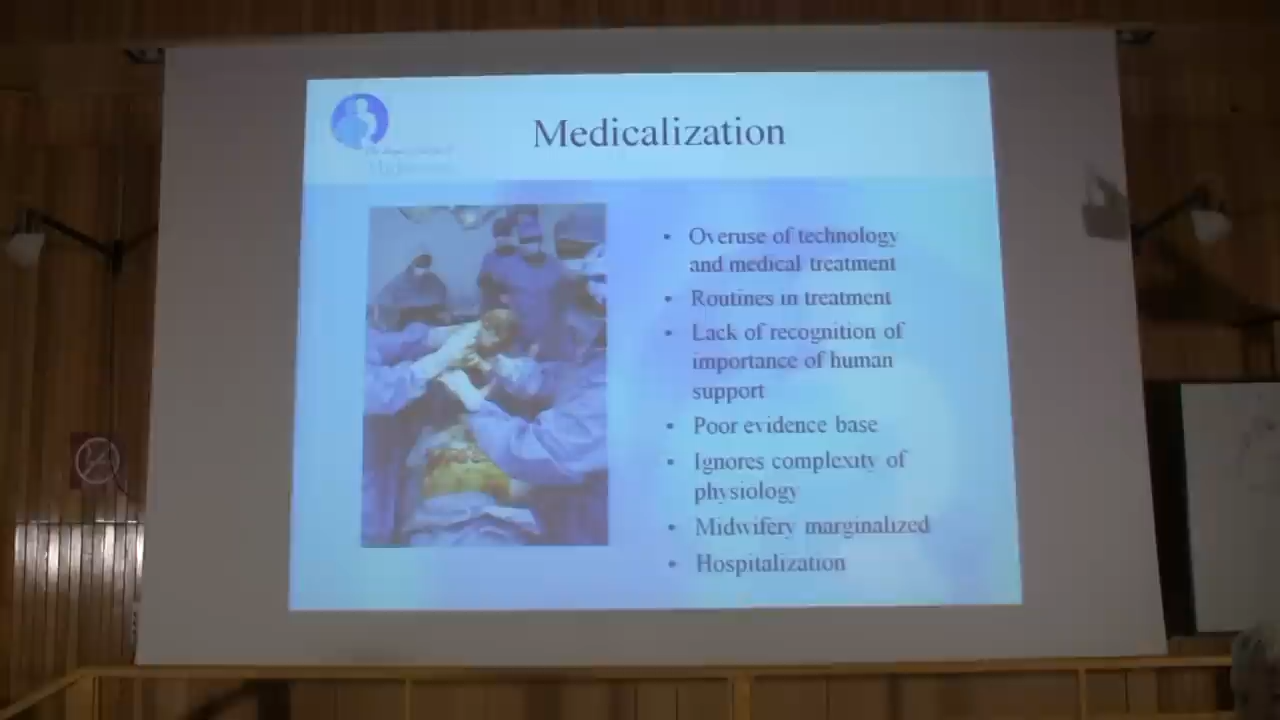 Medicalization
• Overuse of technology
and medical treatment
• Routines in treatment
• Lack of recognition of
importance of human
support
• Poor evidence base
• Ignores complexity of
physiology
• Midwifery marginalized
• Hospitalization